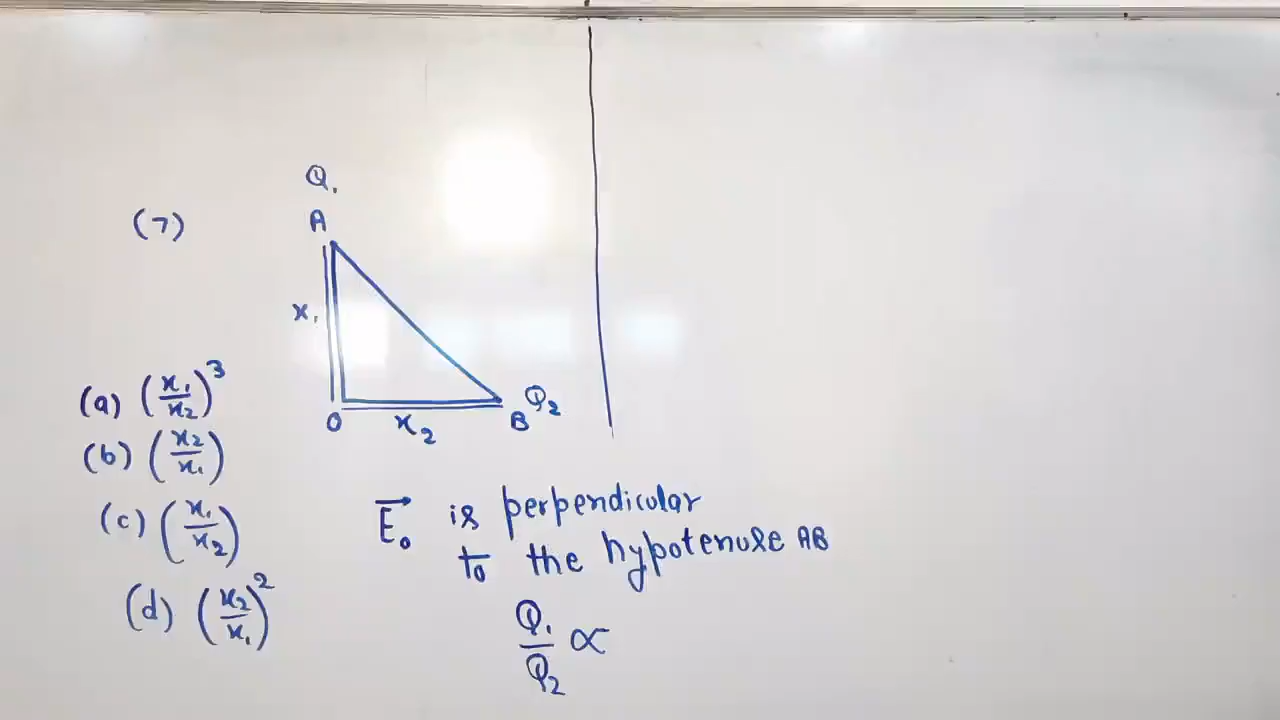 (7)
Q₁
A
x₁
O
x₂
B Q₂
(a) (x₁/x₂)³
(b) (x₂/x₁)
(c) (x₁/x₂)
(d) (x₂/x₁)²
E⃗₀ is perpendicular
to the hypotenuse AB
Q₁/Q₂ ∝